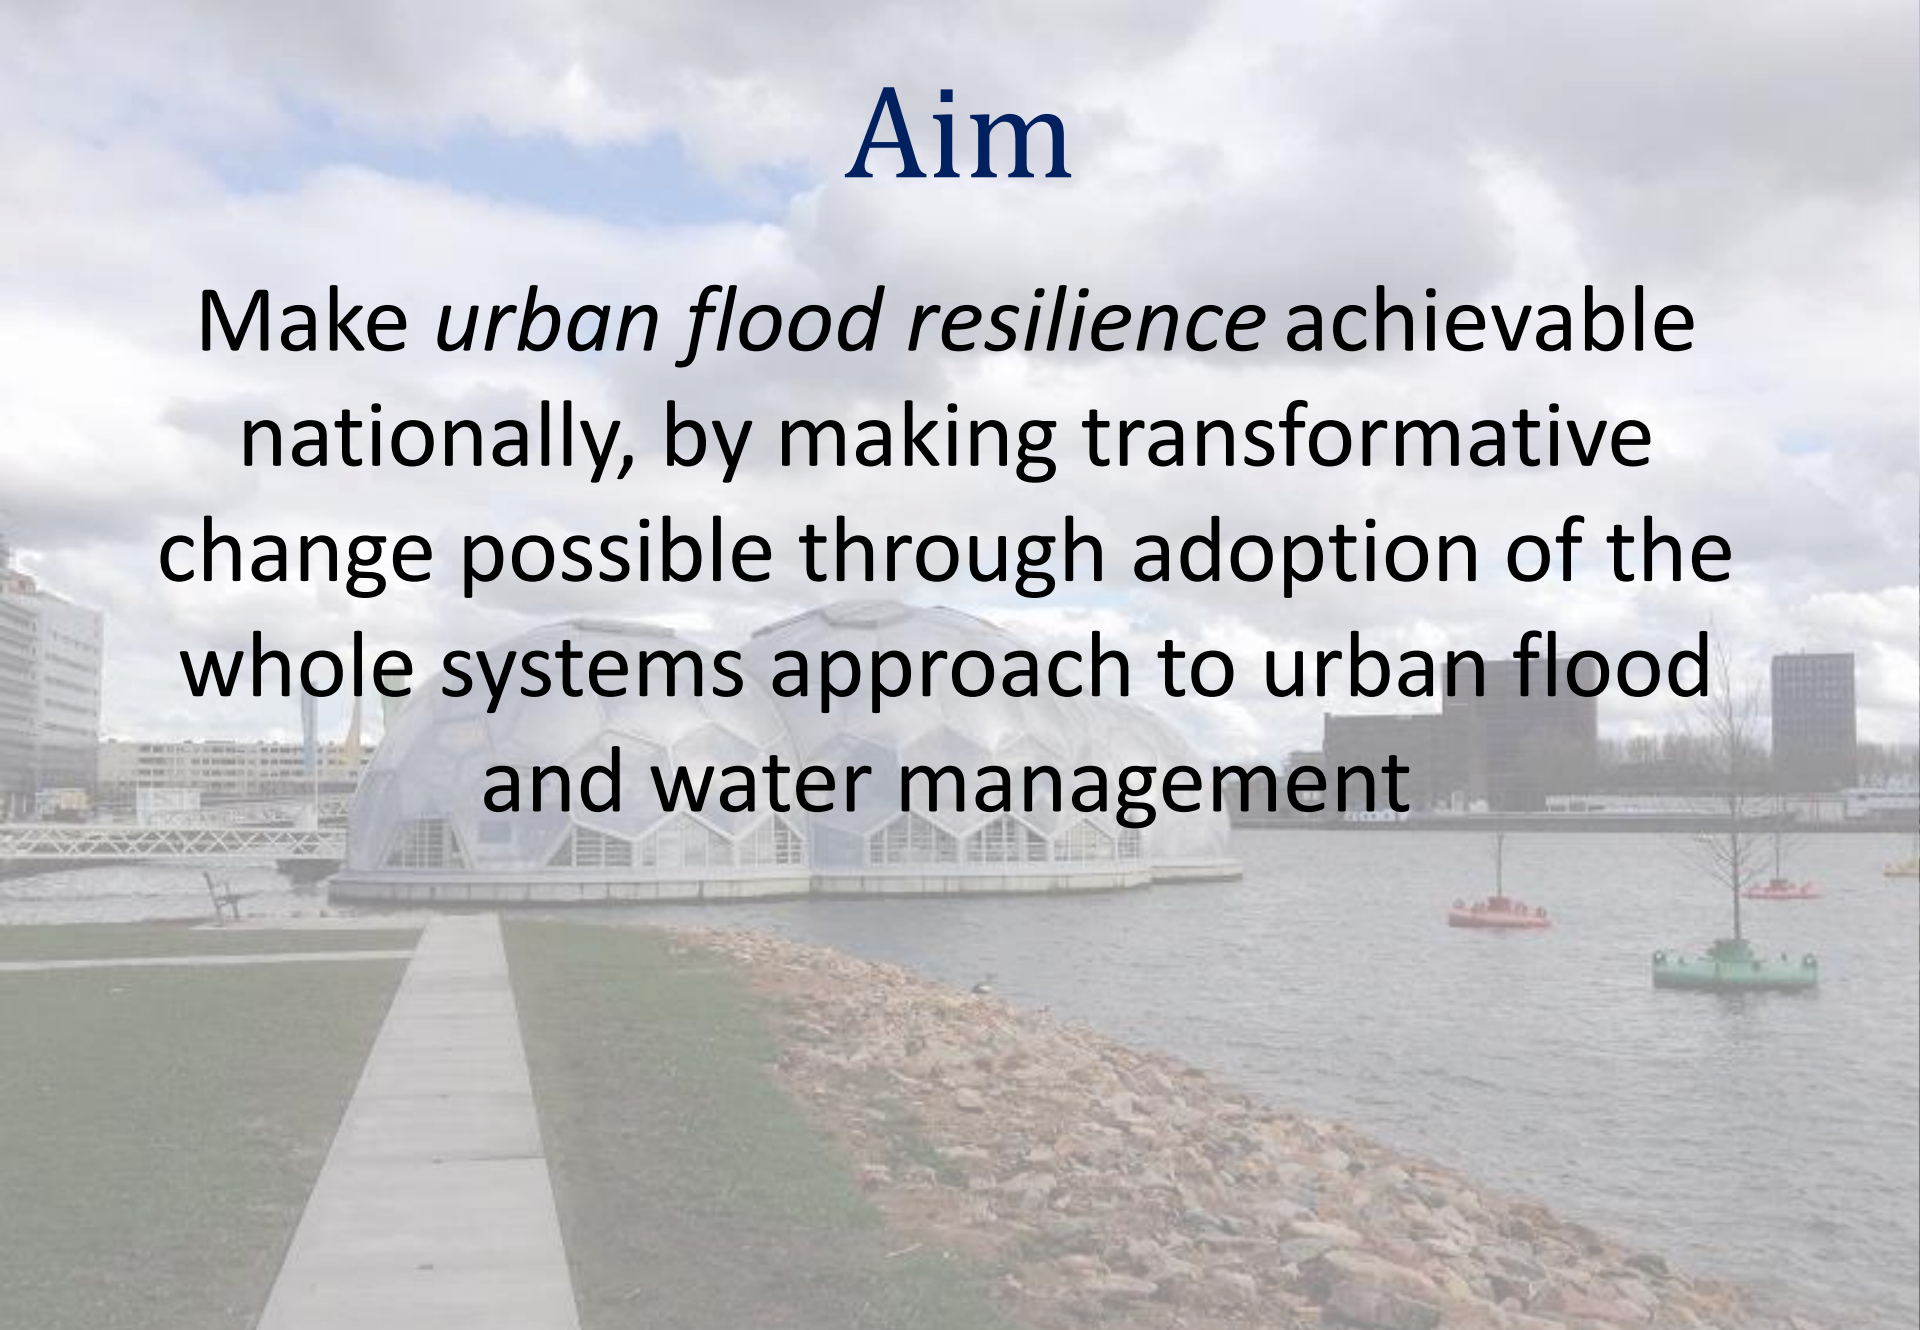 Aim
Make urban flood resilience achievable
nationally, by making transformative
change possible through adoption of the
whole systems approach to urban flood
and water management